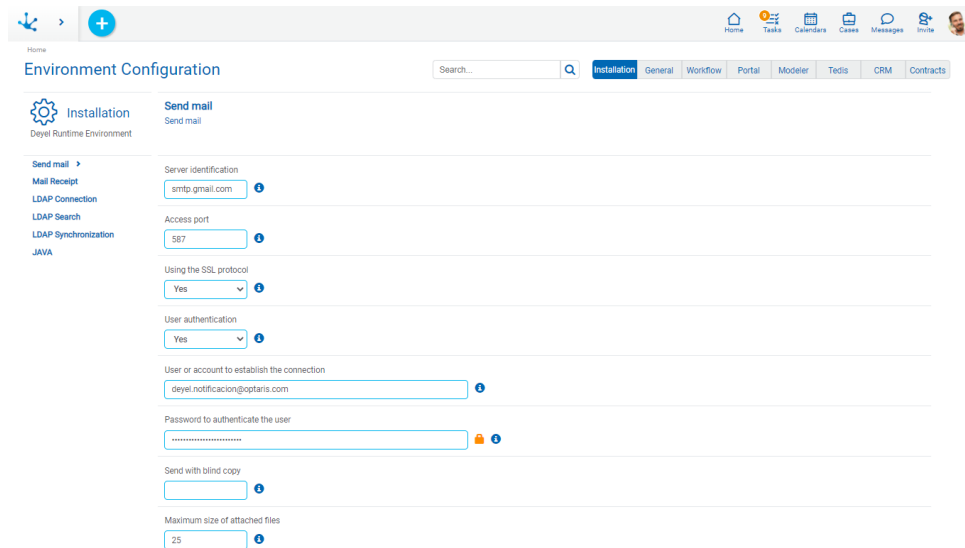 9
Home
Tasks
Calendars
Cases
Messages
Invite
Home
Environment Configuration
Search...
Installation
General
Workflow
Portal
Modeler
Tedis
CRM
Contracts
Installation
Deyel Runtime Environment
Send mail
Mail Receipt
LDAP Connection
LDAP Search
LDAP Synchronization
JAVA
Send mail
Send mail
Server identification
smtp.gmail.com
Access port
587
Using the SSL protocol
Yes
User authentication
Yes
User or account to establish the connection
deyel.notificacion@optaris.com
Password to authenticate the user
Send with blind copy
Maximum size of attached files
25